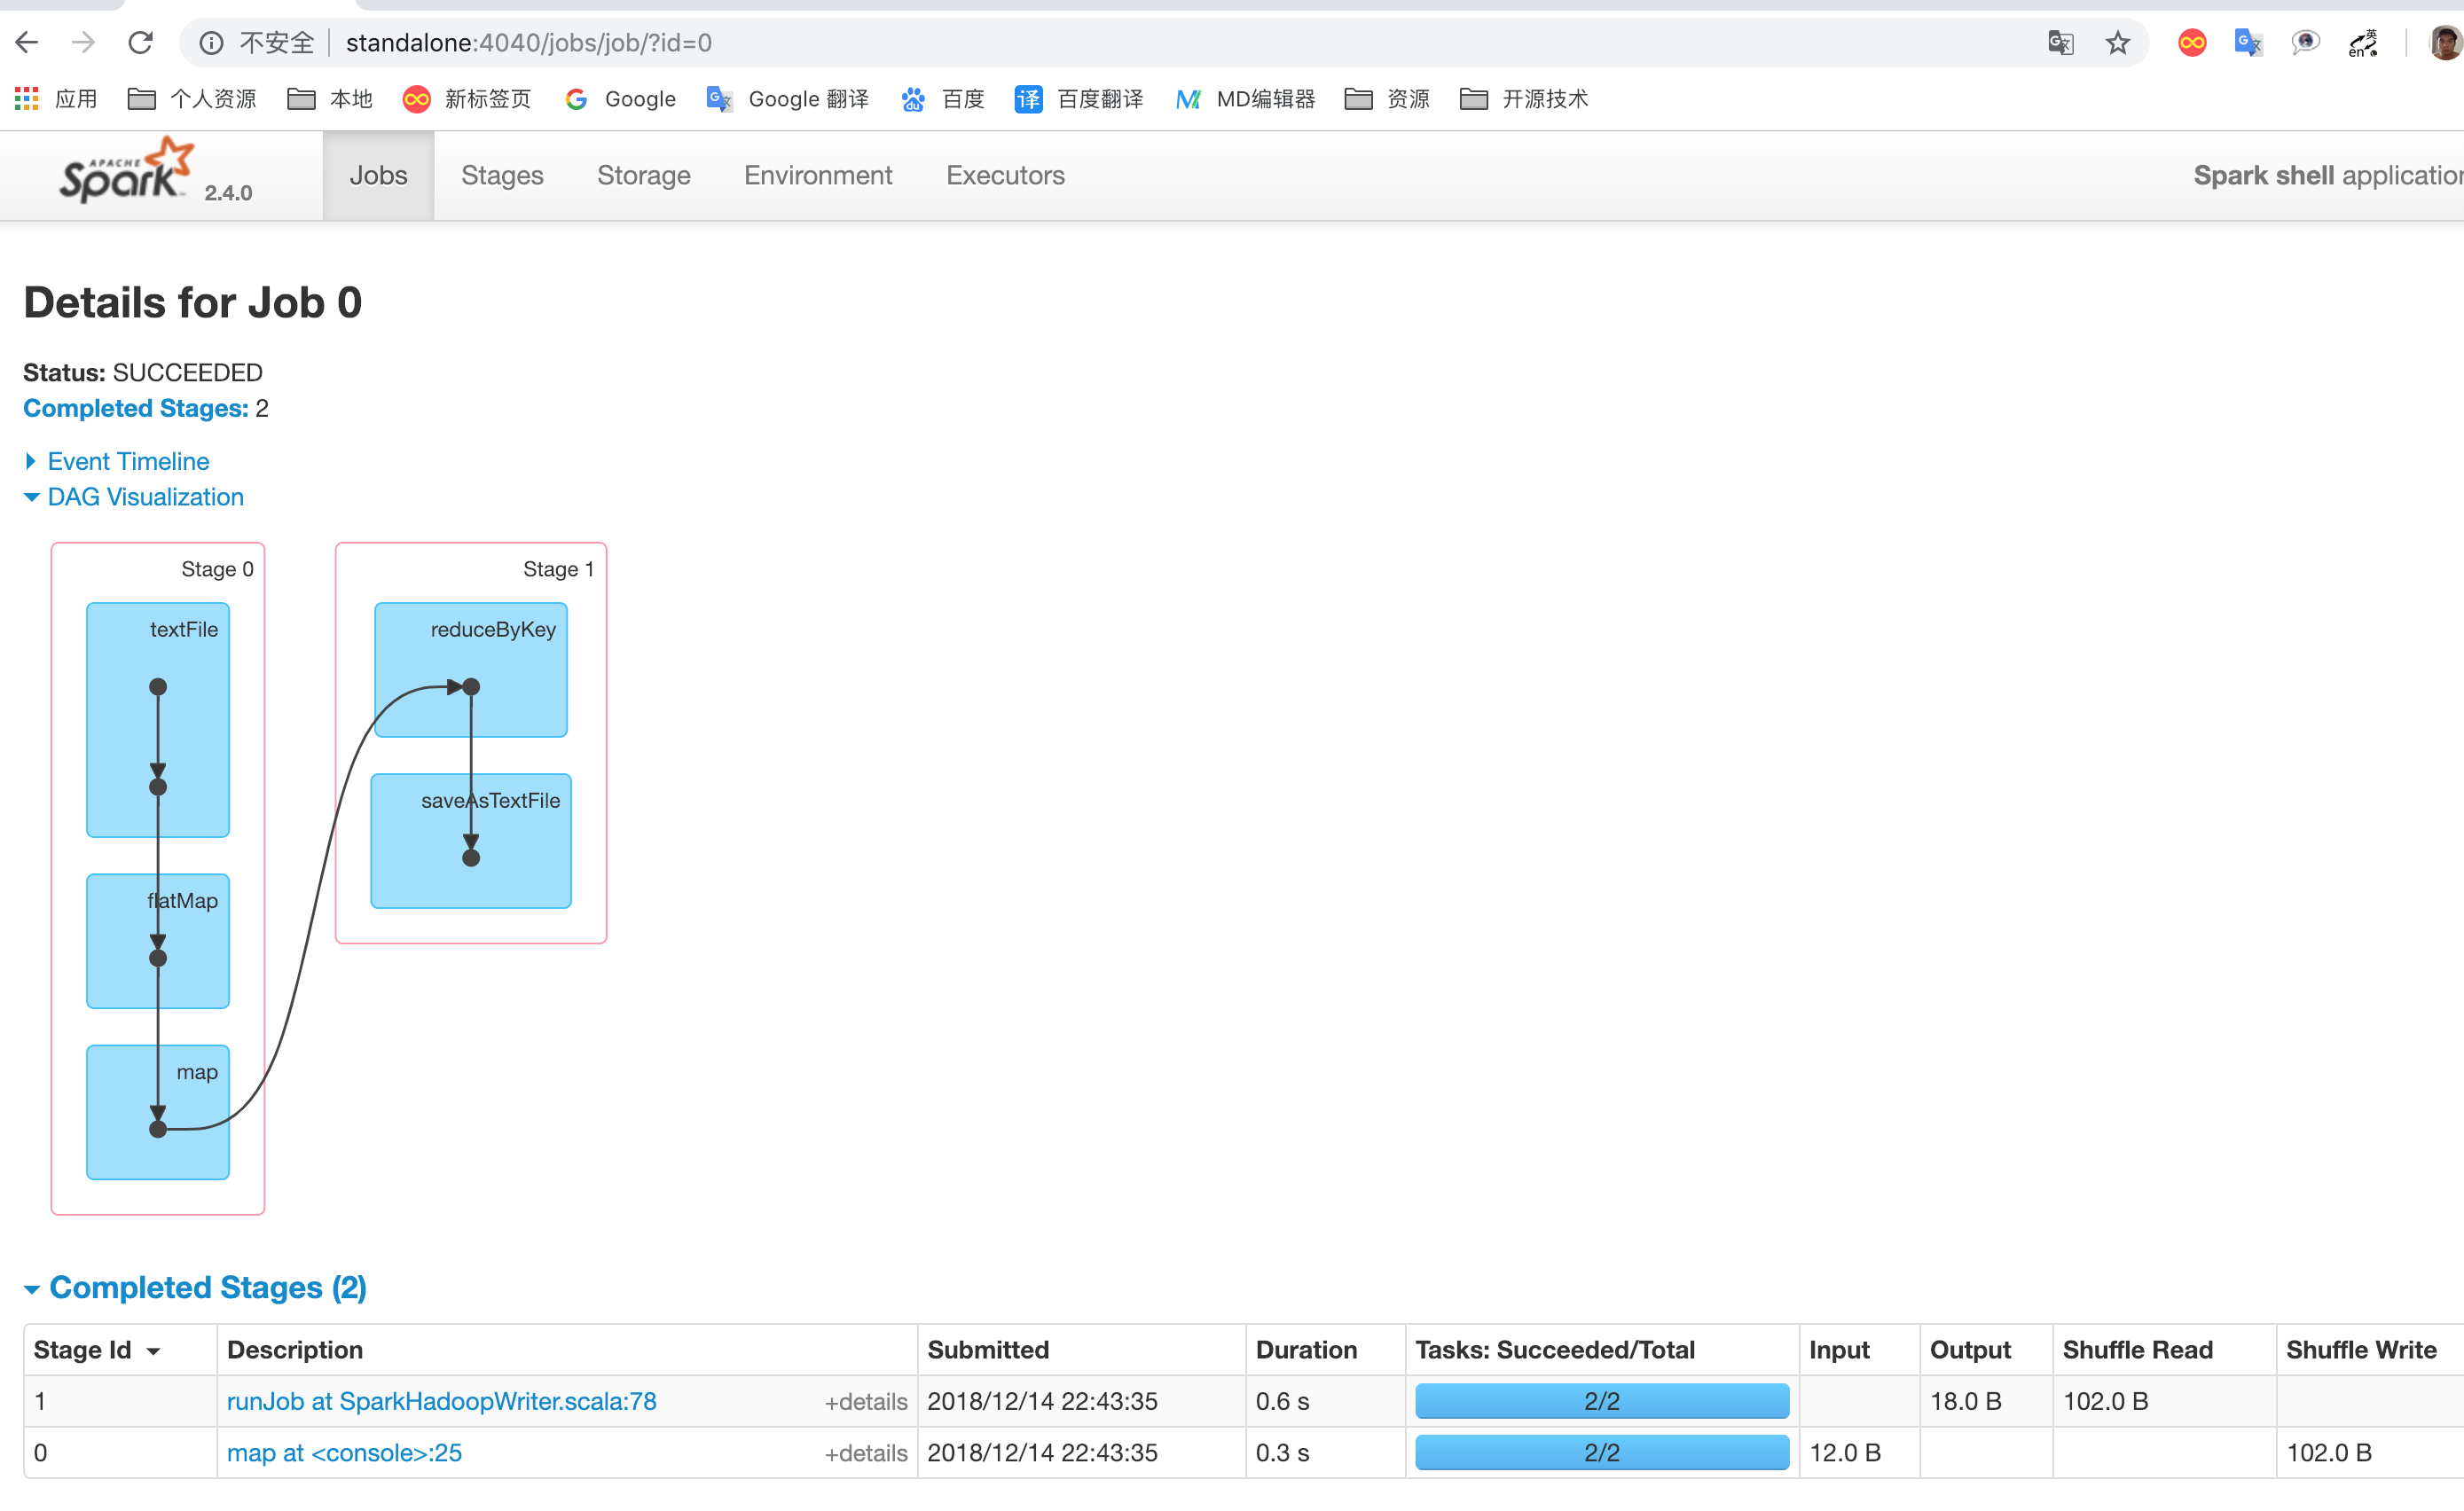 不安全 standalone:4040/jobs/job/?id=0
应用 个人资源 本地 新标签页 Google Google 翻译 百度 百度翻译 MD编辑器 资源 开源技术
APACHE Spark 2.4.0 Jobs Stages Storage Environment Executors Spark shell application
Details for Job 0
Status: SUCCEEDED
Completed Stages: 2
Event Timeline
DAG Visualization
Stage 0
textFile
flatMap
map
Stage 1
reduceByKey
saveAsTextFile
Completed Stages (2)
Stage Id Description Submitted Duration Tasks: Succeeded/Total Input Output Shuffle Read Shuffle Write
1 runJob at SparkHadoopWriter.scala:78 +details 2018/12/14 22:43:35 0.6 s 2/2 18.0 B 102.0 B
0 map at <console>:25 +details 2018/12/14 22:43:35 0.3 s 2/2 12.0 B 102.0 B